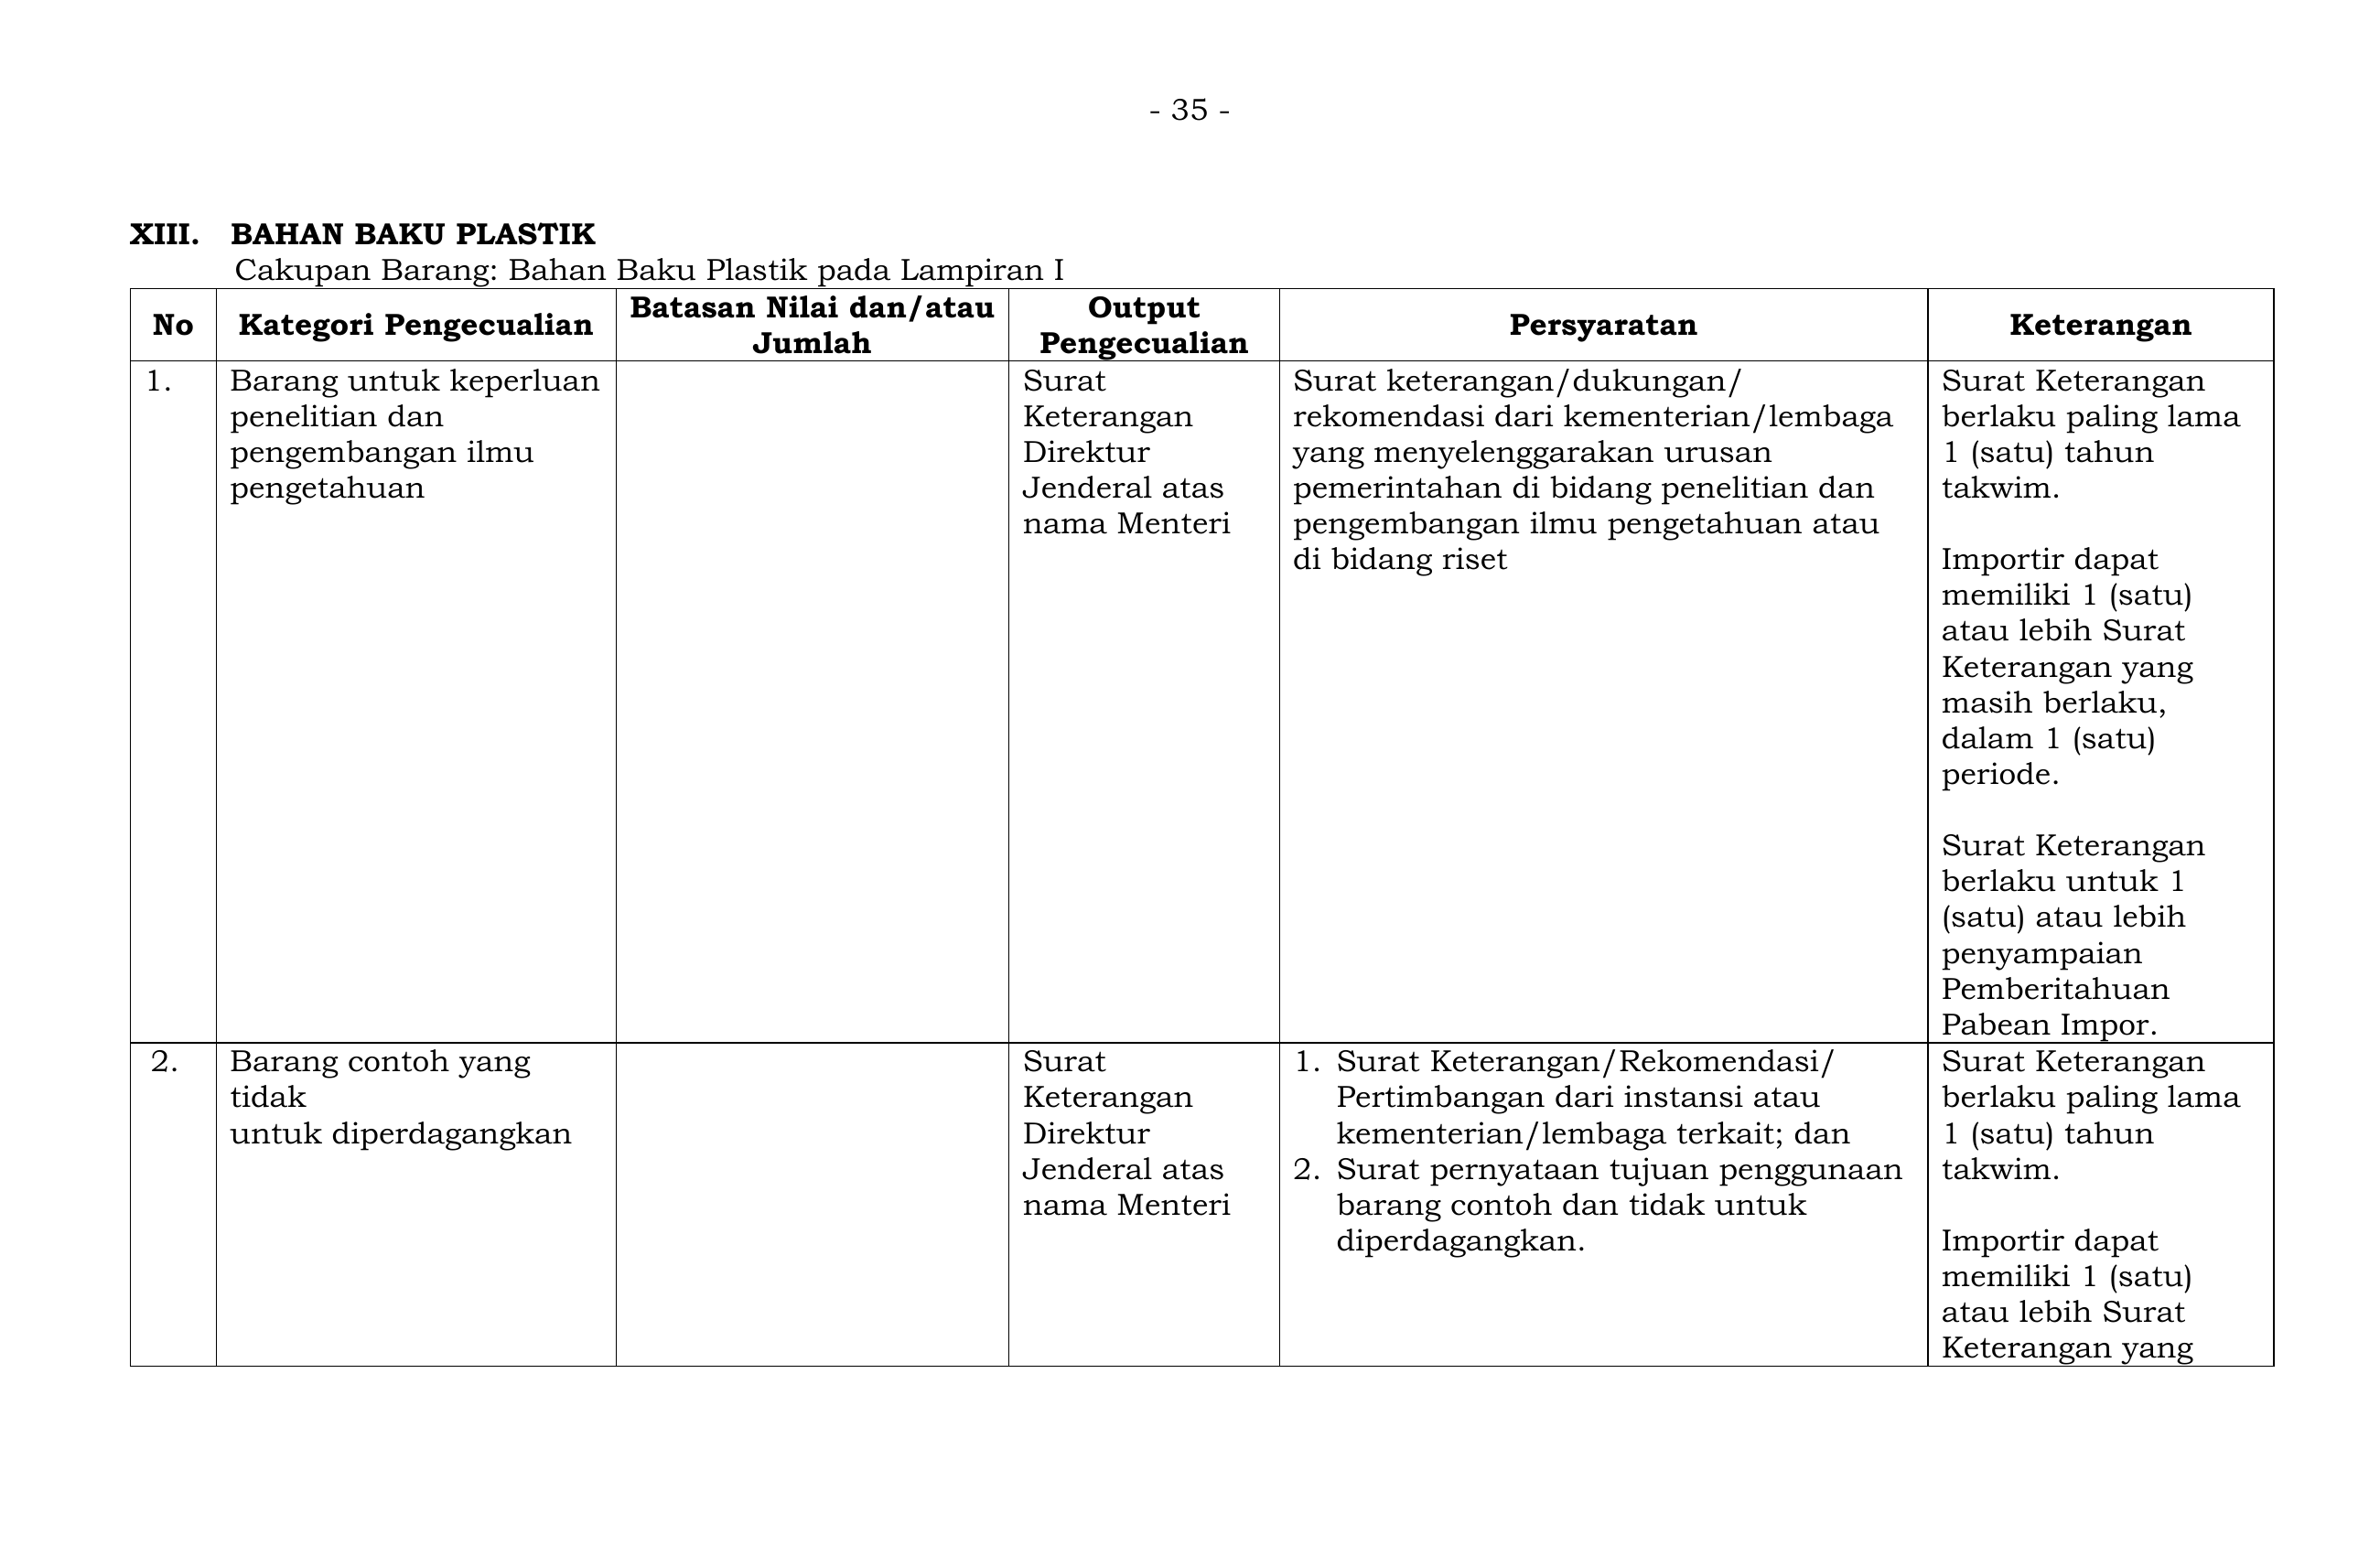 - 35 -
XIII. BAHAN BAKU PLASTIK
Cakupan Barang: Bahan Baku Plastik pada Lampiran I
No
Kategori Pengecualian
Batasan Nilai dan/atau
Jumlah
Output
Pengecualian
Persyaratan
Keterangan
1.
Barang untuk keperluan
penelitian dan
pengembangan ilmu
pengetahuan
Surat
Keterangan
Direktur
Jenderal atas
nama Menteri
Surat keterangan/dukungan/
rekomendasi dari kementerian/lembaga
yang menyelenggarakan urusan
pemerintahan di bidang penelitian dan
pengembangan ilmu pengetahuan atau
di bidang riset
Surat Keterangan
berlaku paling lama
1 (satu) tahun
takwim.
Importir dapat
memiliki 1 (satu)
atau lebih Surat
Keterangan yang
masih berlaku,
dalam 1 (satu)
periode.
Surat Keterangan
berlaku untuk 1
(satu) atau lebih
penyampaian
Pemberitahuan
Pabean Impor.
2.
Barang contoh yang
tidak
untuk diperdagangkan
Surat
Keterangan
Direktur
Jenderal atas
nama Menteri
1. Surat Keterangan/Rekomendasi/
Pertimbangan dari instansi atau
kementerian/lembaga terkait; dan
2. Surat pernyataan tujuan penggunaan
barang contoh dan tidak untuk
diperdagangkan.
Surat Keterangan
berlaku paling lama
1 (satu) tahun
takwim.
Importir dapat
memiliki 1 (satu)
atau lebih Surat
Keterangan yang